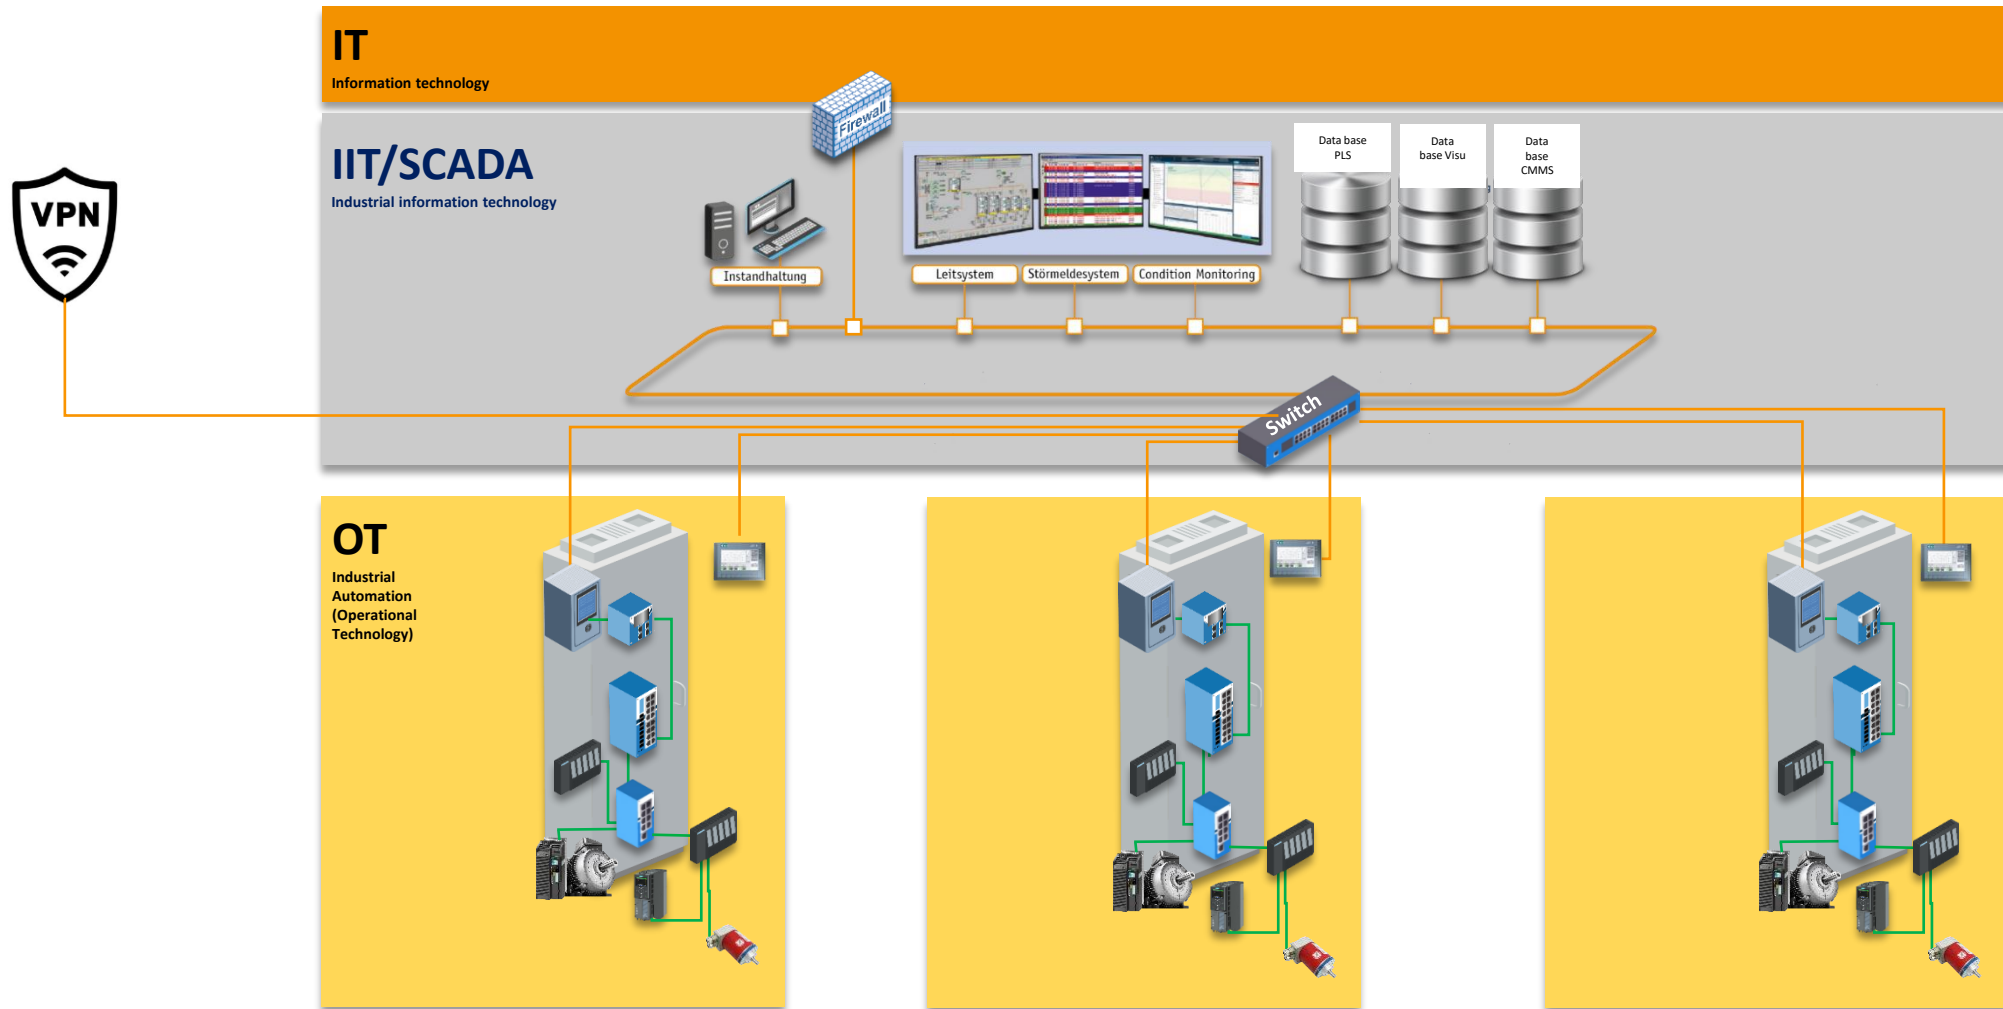 IT
Information technology
Firewall
IIT/SCADA
Industrial information technology
VPN
Data base
PLS
Data
base Visu
Data
base
CMMS
Instandhaltung
Leitsystem
Störmeldesystem
Condition Monitoring
Switch
OT
Industrial
Automation
(Operational
Technology)